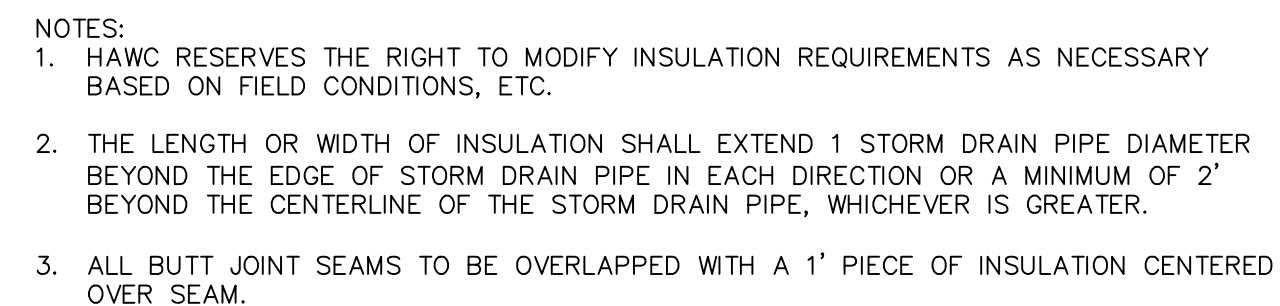 NOTES:
1. HAWC RESERVES THE RIGHT TO MODIFY INSULATION REQUIREMENTS AS NECESSARY
BASED ON FIELD CONDITIONS, ETC.
2. THE LENGTH OR WIDTH OF INSULATION SHALL EXTEND 1 STORM DRAIN PIPE DIAMETER
BEYOND THE EDGE OF STORM DRAIN PIPE IN EACH DIRECTION OR A MINIMUM OF 2'
BEYOND THE CENTERLINE OF THE STORM DRAIN PIPE, WHICHEVER IS GREATER.
3. ALL BUTT JOINT SEAMS TO BE OVERLAPPED WITH A 1' PIECE OF INSULATION CENTERED
OVER SEAM.